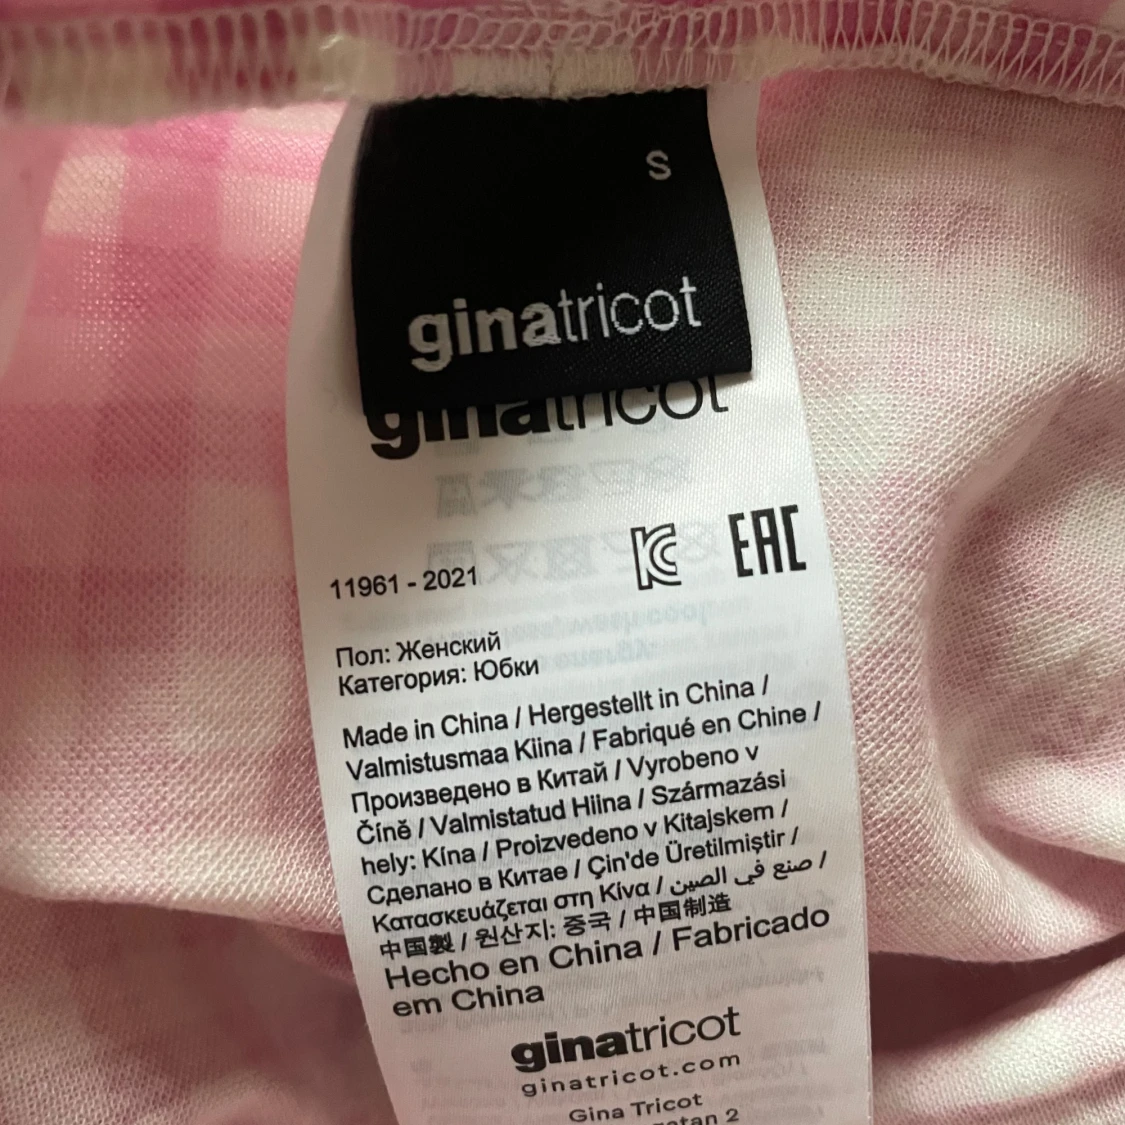 S
ginatricot
ginatricot
KC EAC
11961 - 2021
Пол: Женский
Категория: Юбки
Made in China / Hergestellt in China /
Valmistusmaa Kiina / Fabriqué en Chine /
Произведено в Китай / Vyrobeno v
Číně / Valmistatud Hiina / Származási
hely: Kína / Proizvedeno v Kitajskem /
Сделано в Китае / Çin'de Üretilmiştir /
Κατασκευάζεται στη Κίνα / صنع في الصين /
中国製 / 원산지: 중국 / 中国制造
Hecho en China / Fabricado
em China
ginatricot
ginatricot.com
Gina Tricot
2